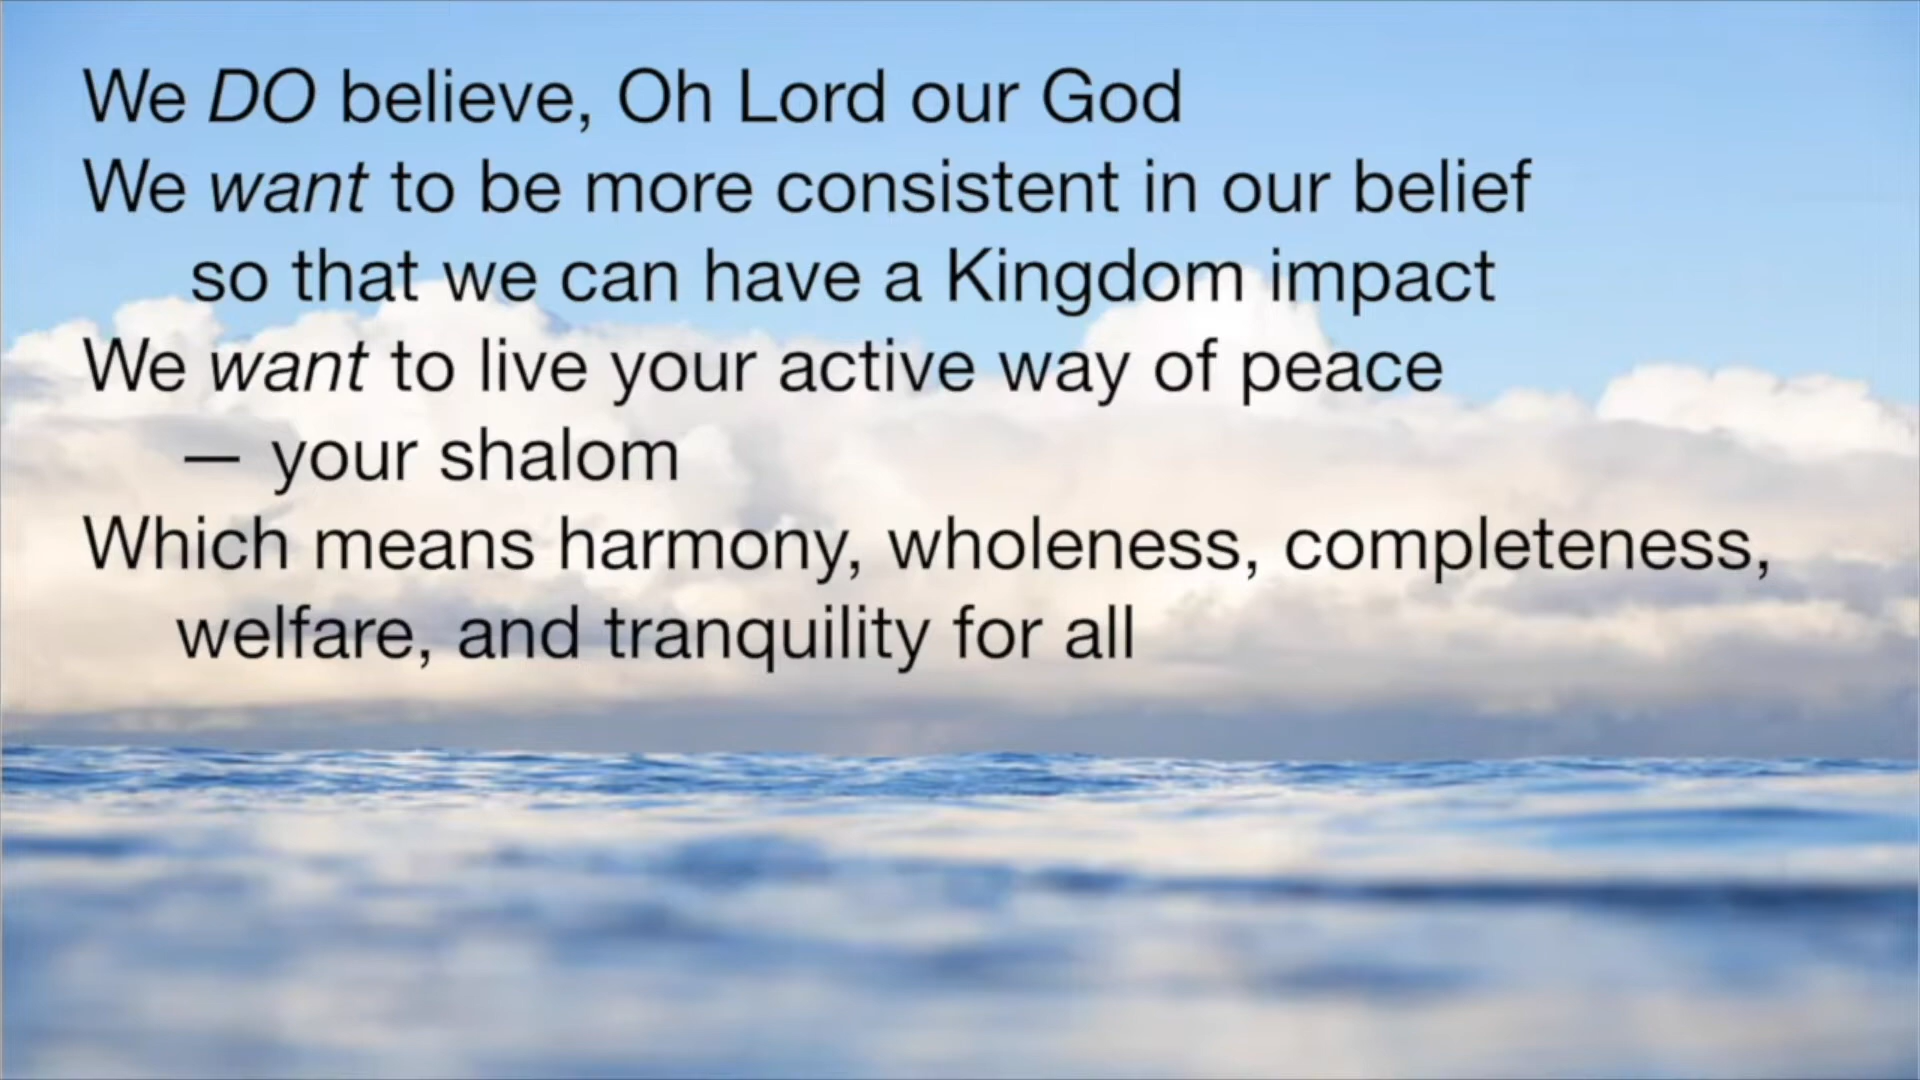 We DO believe, Oh Lord our God
We want to be more consistent in our belief
so that we can have a Kingdom impact
We want to live your active way of peace
— your shalom
Which means harmony, wholeness, completeness,
welfare, and tranquility for all